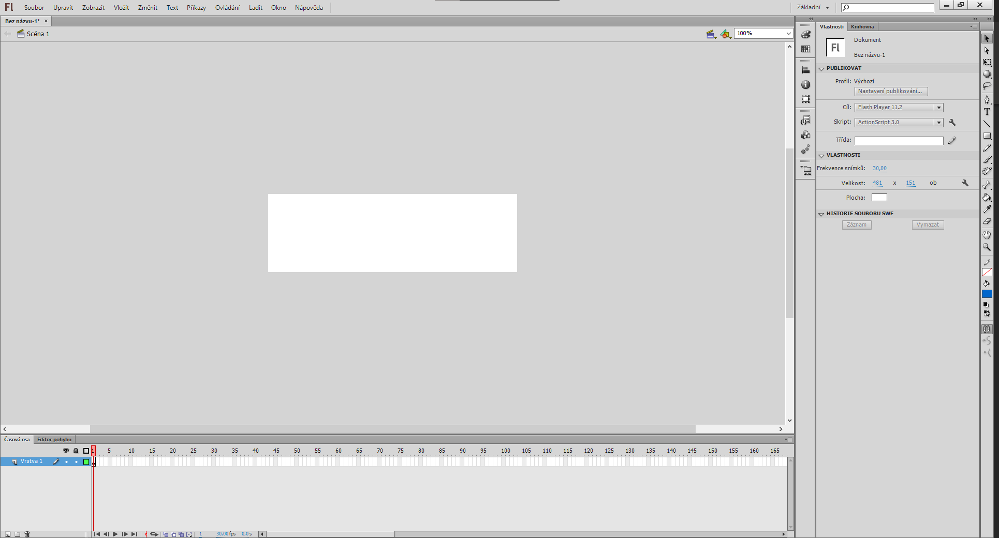 Fl Soubor Upravit Zobrazit Vložit Změnit Text Příkazy Ovládání Ladit Okno Nápověda Základní
Bez názvu-1*
Scéna 1
100%
Vlastnosti Knihovna
Fl
Dokument
Bez názvu-1
PUBLIKOVAT
Profil: Výchozí
Nastavení publikování...
Cíl: Flash Player 11.2
Skript: ActionScript 3.0
Třída:
VLASTNOSTI
Frekvence snímků: 30,00
Velikost: 481 x 151 ob
Plocha:
HISTORIE SOUBORU SWF
Záznam Vymazat
T
Časová osa Editor pohybu
1 5 10 15 20 25 30 35 40 45 50 55 60 65 70 75 80 85 90 95 100 105 110 115 120 125 130 135 140 145 150 155 160 165
Vrstva 1
1 30,00 fps 0,0 s